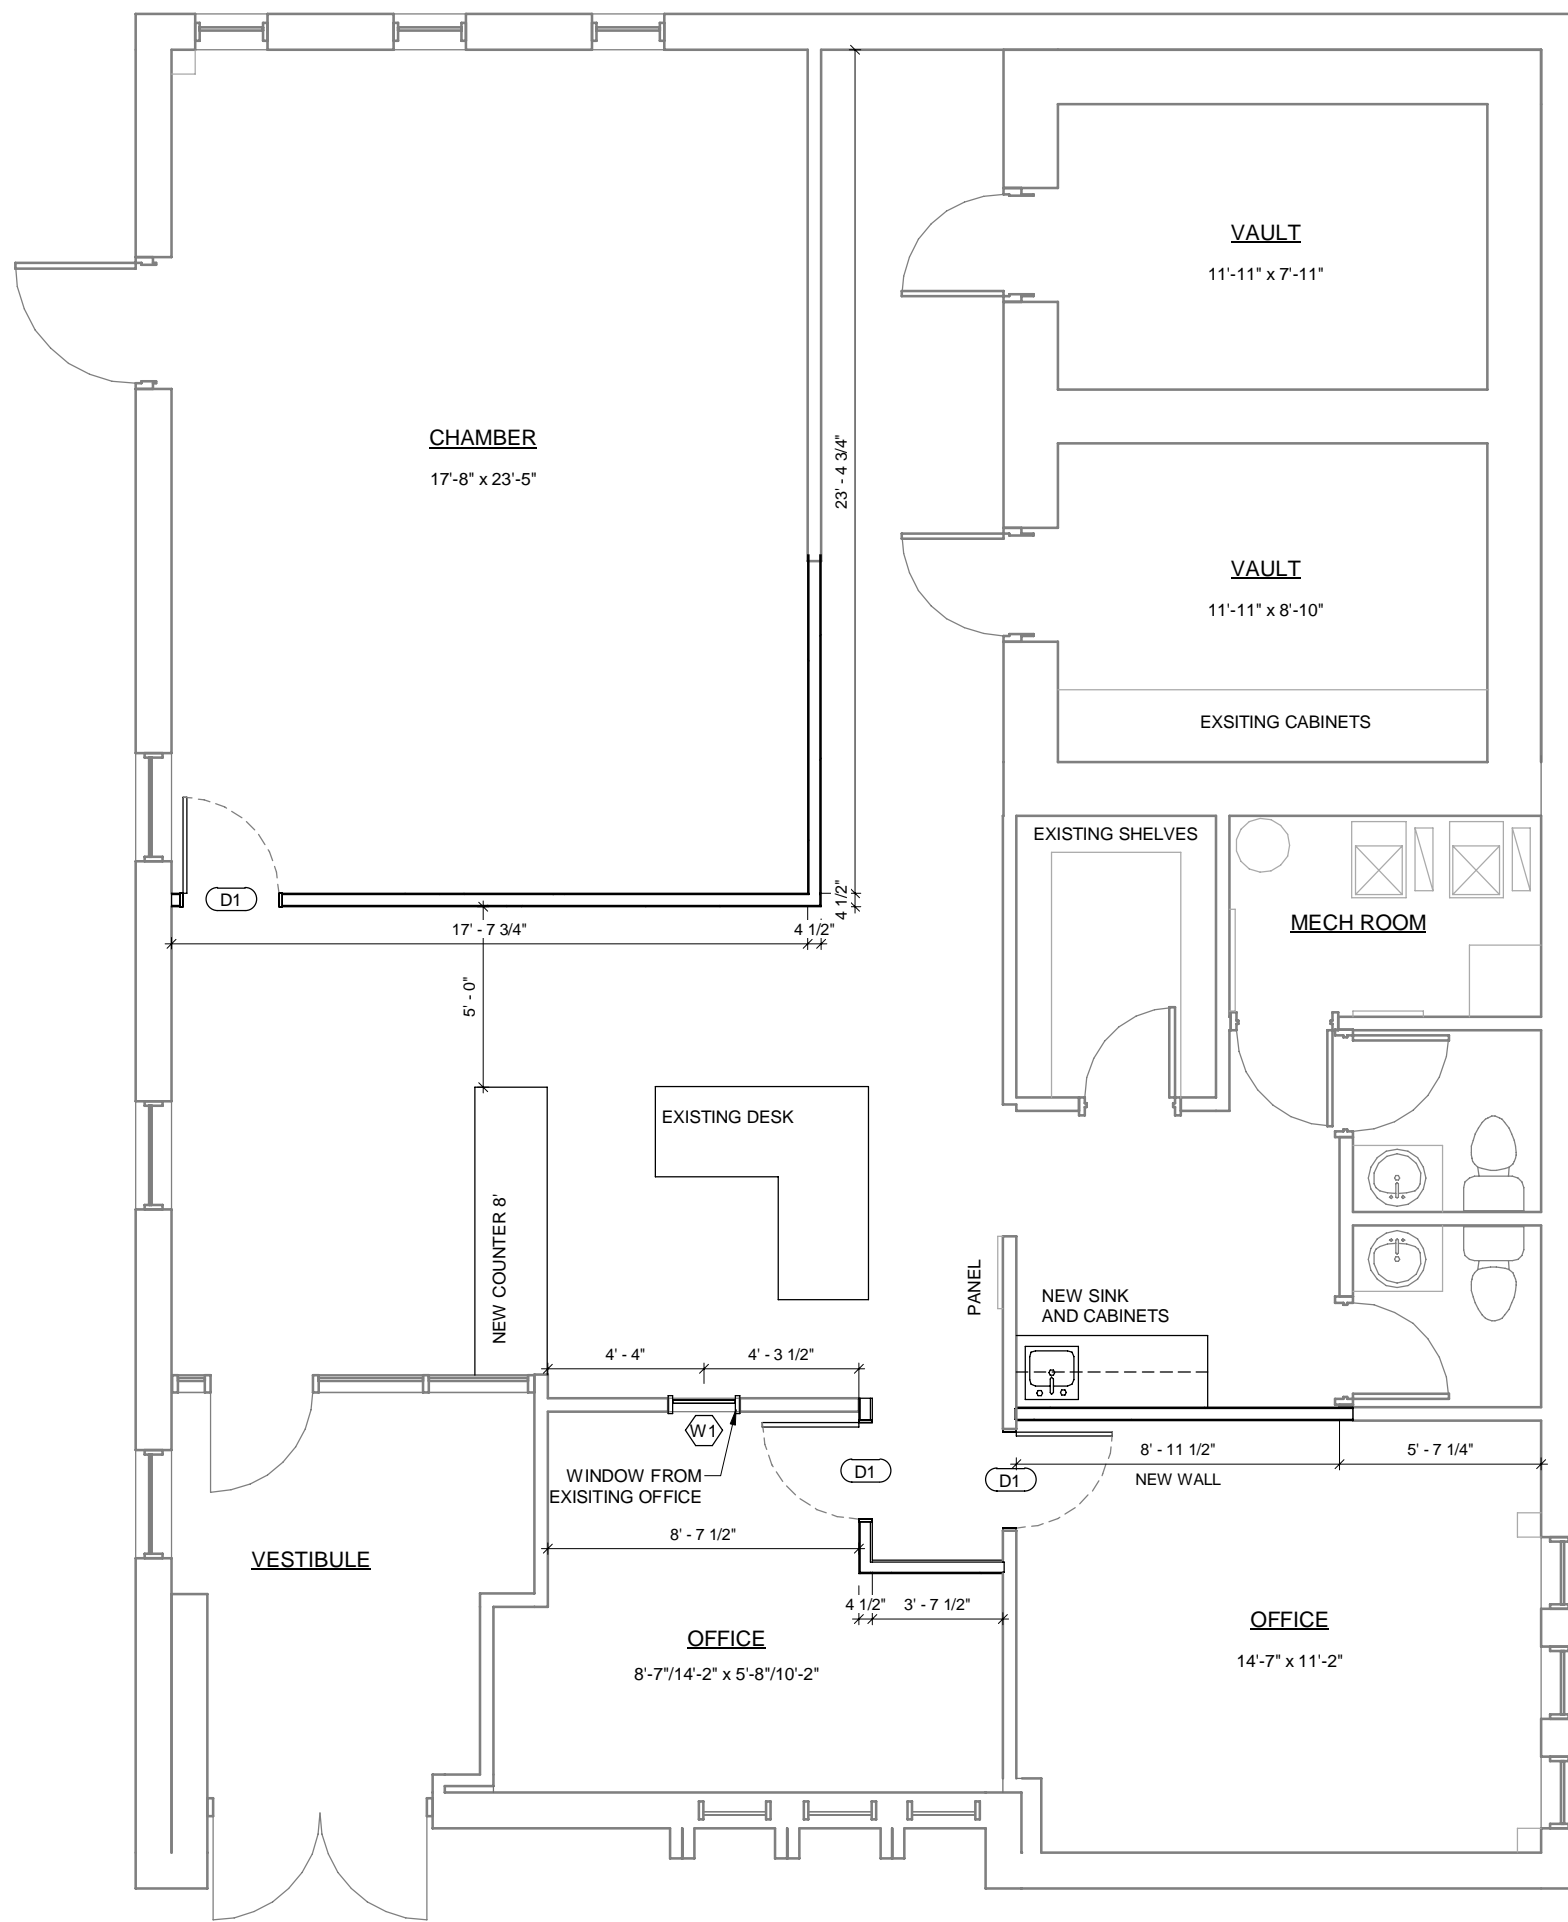 VAULT
11'-11" x 7'-11"
CHAMBER
17'-8" x 23'-5"
23' - 4 3/4"
VAULT
11'-11" x 8'-10"
EXSITING CABINETS
EXISTING SHELVES
D1
4 1/2"
17' - 7 3/4"
4 1/2"
MECH ROOM
5' - 0"
EXISTING DESK
NEW COUNTER 8'
PANEL
NEW SINK
AND CABINETS
4' - 4"
4' - 3 1/2"
W1
WINDOW FROM
EXISITING OFFICE
D1
D1
8' - 11 1/2"
5' - 7 1/4"
NEW WALL
8' - 7 1/2"
VESTIBULE
4 1/2"
3' - 7 1/2"
OFFICE
8'-7"/14'-2" x 5'-8"/10'-2"
OFFICE
14'-7" x 11'-2"